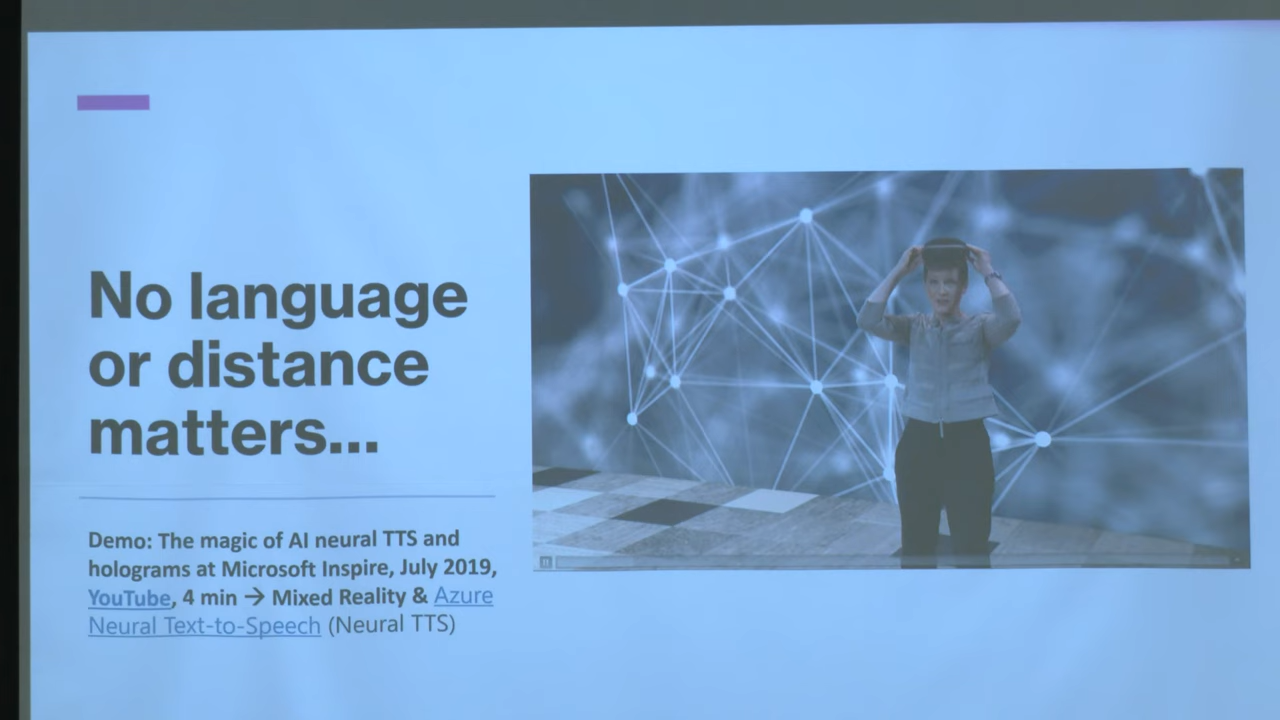 No language
or distance
matters...
Demo: The magic of AI neural TTS and
holograms at Microsoft Inspire, July 2019,
YouTube, 4 min → Mixed Reality & Azure
Neural Text-to-Speech (Neural TTS)